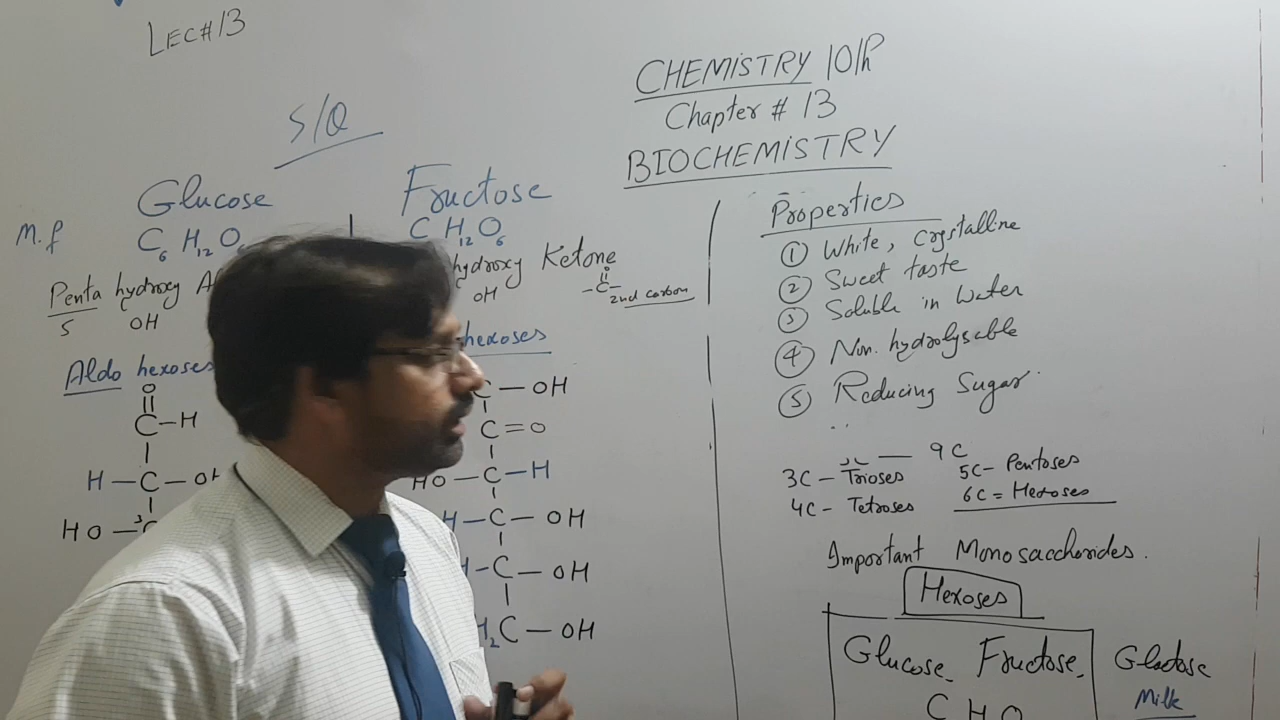 LEC#13
CHEMISTRY 10th
Chapter # 13
BIOCHEMISTRY
S/Q
Glucose
Fructose
M.f
C6 H12 O6
C H12 O6
Penta hydroxy A
5
OH
hydroxy Ketone
OH
O
-C-
2nd carbon
Aldo hexoses
hexoses
O
C-H
H-C-OH
HO-3C
C-OH
C=O
HO-C-H
H-C-OH
H-C-OH
H2C-OH
Properties
① White, Crystalline
② Sweet taste
③ Soluble in Water
④ Non. hydrolysable
⑤ Reducing Sugar.
3C — 9C
3C- Trioses
5C- Pentoses
4C- Tetroses
6C = Hexoses
Important Monosaccharides.
Hexoses
Glucose Fructose
Glactose
Milk
C H O